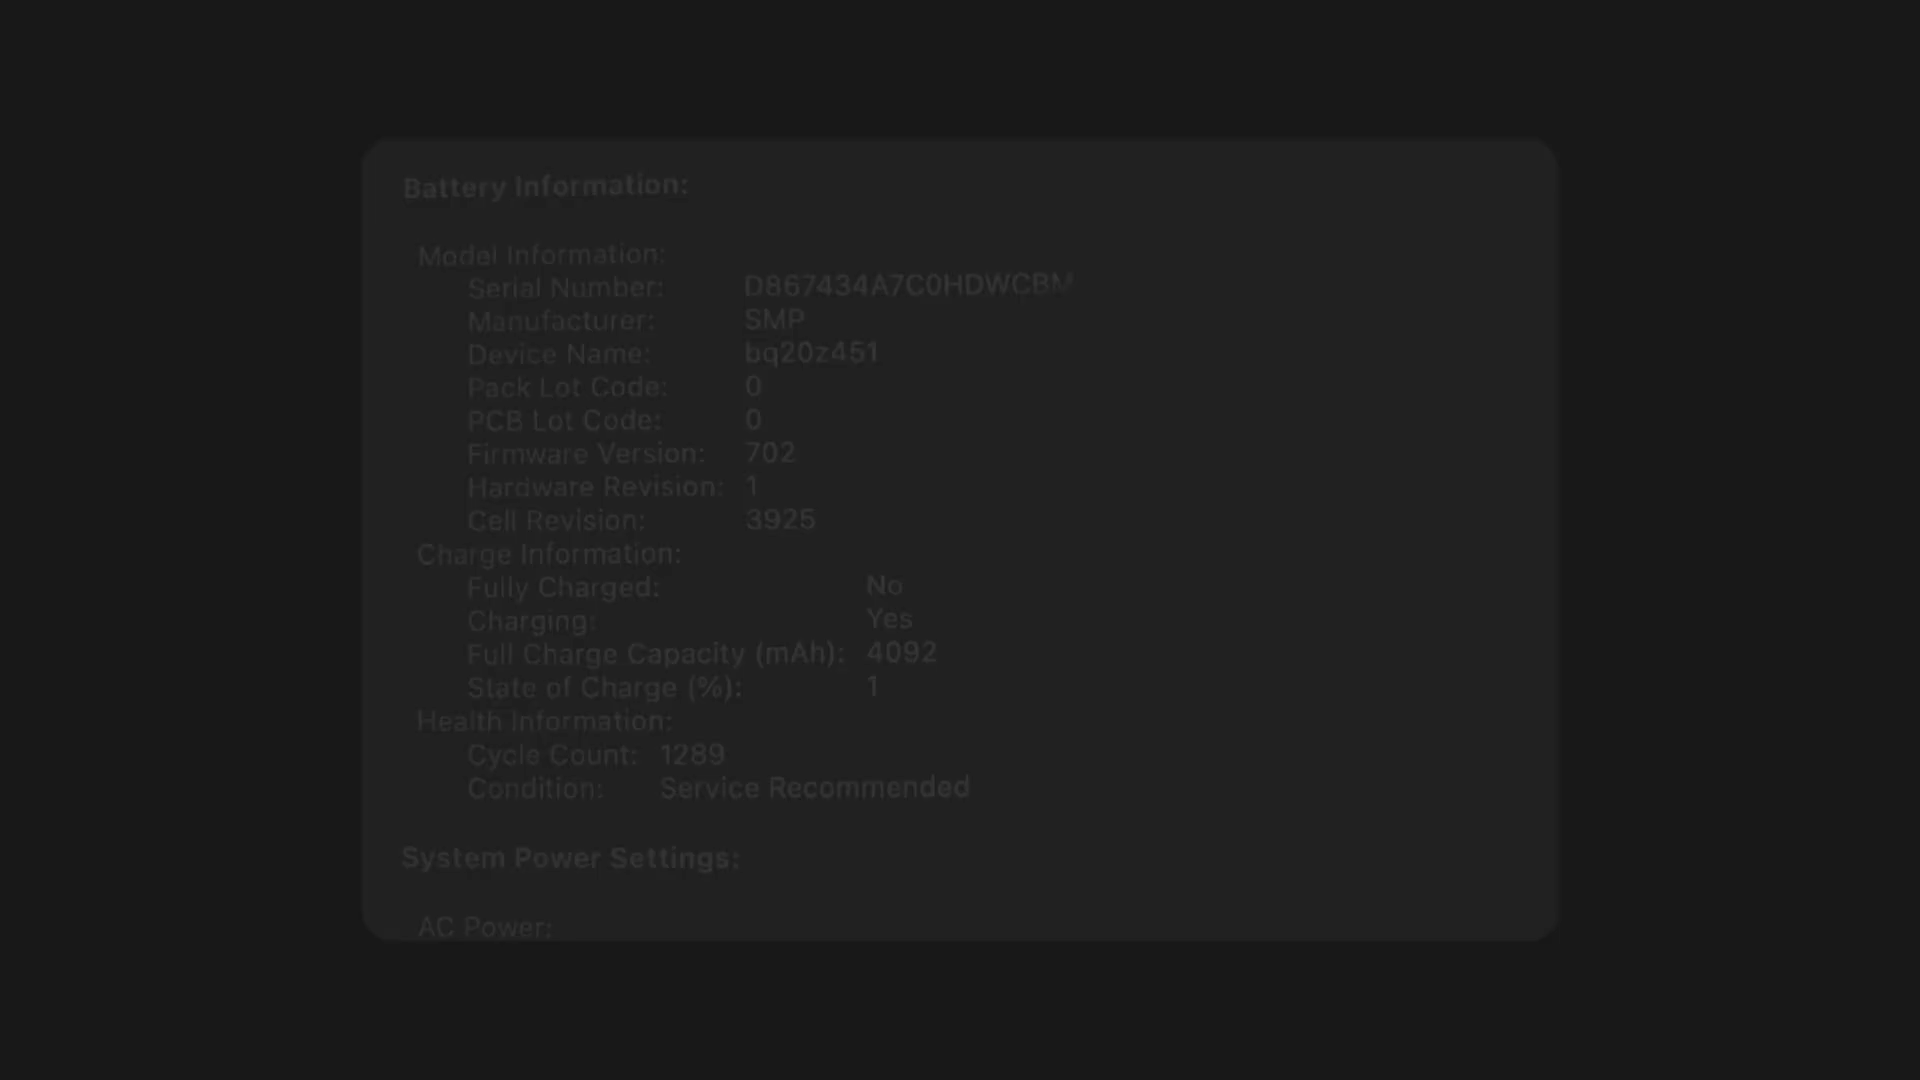 Battery Information:
Model Information:
Serial Number: D867434A7C0HDWCBM
Manufacturer: SMP
Device Name: bq20z451
Pack Lot Code: 0
PCB Lot Code: 0
Firmware Version: 702
Hardware Revision: 1
Cell Revision: 3925
Charge Information:
Fully Charged: No
Charging: Yes
Full Charge Capacity (mAh): 4092
State of Charge (%): 1
Health Information:
Cycle Count: 1289
Condition: Service Recommended
System Power Settings:
AC Power: